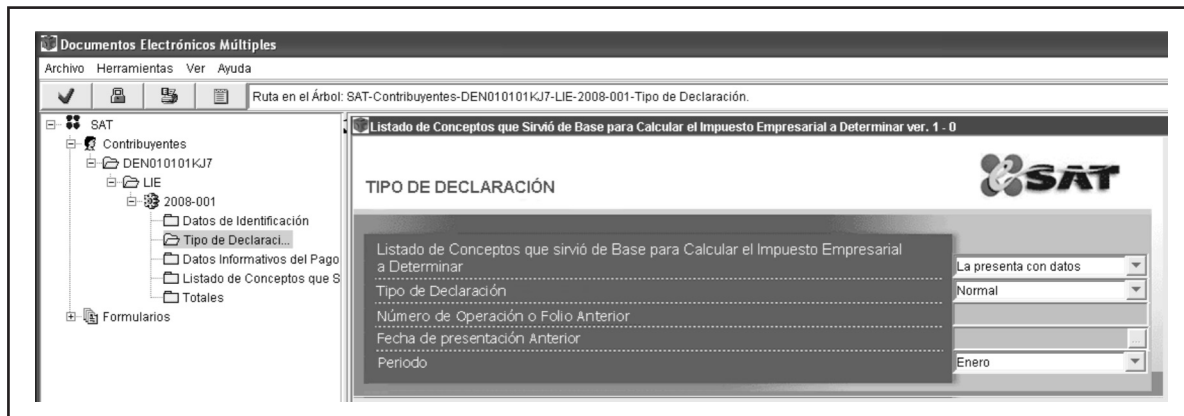 Documentos Electrónicos Múltiples
Archivo Herramientas Ver Ayuda
Ruta en el Árbol: SAT-Contribuyentes-DEN010101KJ7-LIE-2008-001-Tipo de Declaración.
SAT
Contribuyentes
DEN010101KJ7
LIE
2008-001
Datos de Identificación
Tipo de Declaraci...
Datos Informativos del Pago
Listado de Conceptos que S
Totales
Formularios
Listado de Conceptos que Sirvió de Base para Calcular el Impuesto Empresarial a Determinar ver. 1 - 0
TIPO DE DECLARACIÓN
SAT
Listado de Conceptos que sirvió de Base para Calcular el Impuesto Empresarial
a Determinar
La presenta con datos
Tipo de Declaración
Normal
Número de Operación o Folio Anterior
Fecha de presentación Anterior
...
Periodo
Enero